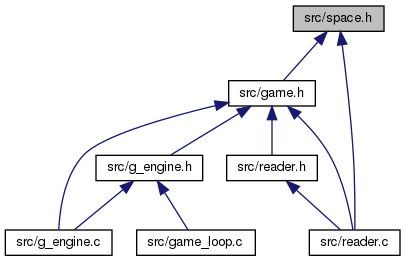 src/space.h
src/game.h
src/g_engine.h
src/reader.h
src/g_engine.c
src/game_loop.c
src/reader.c